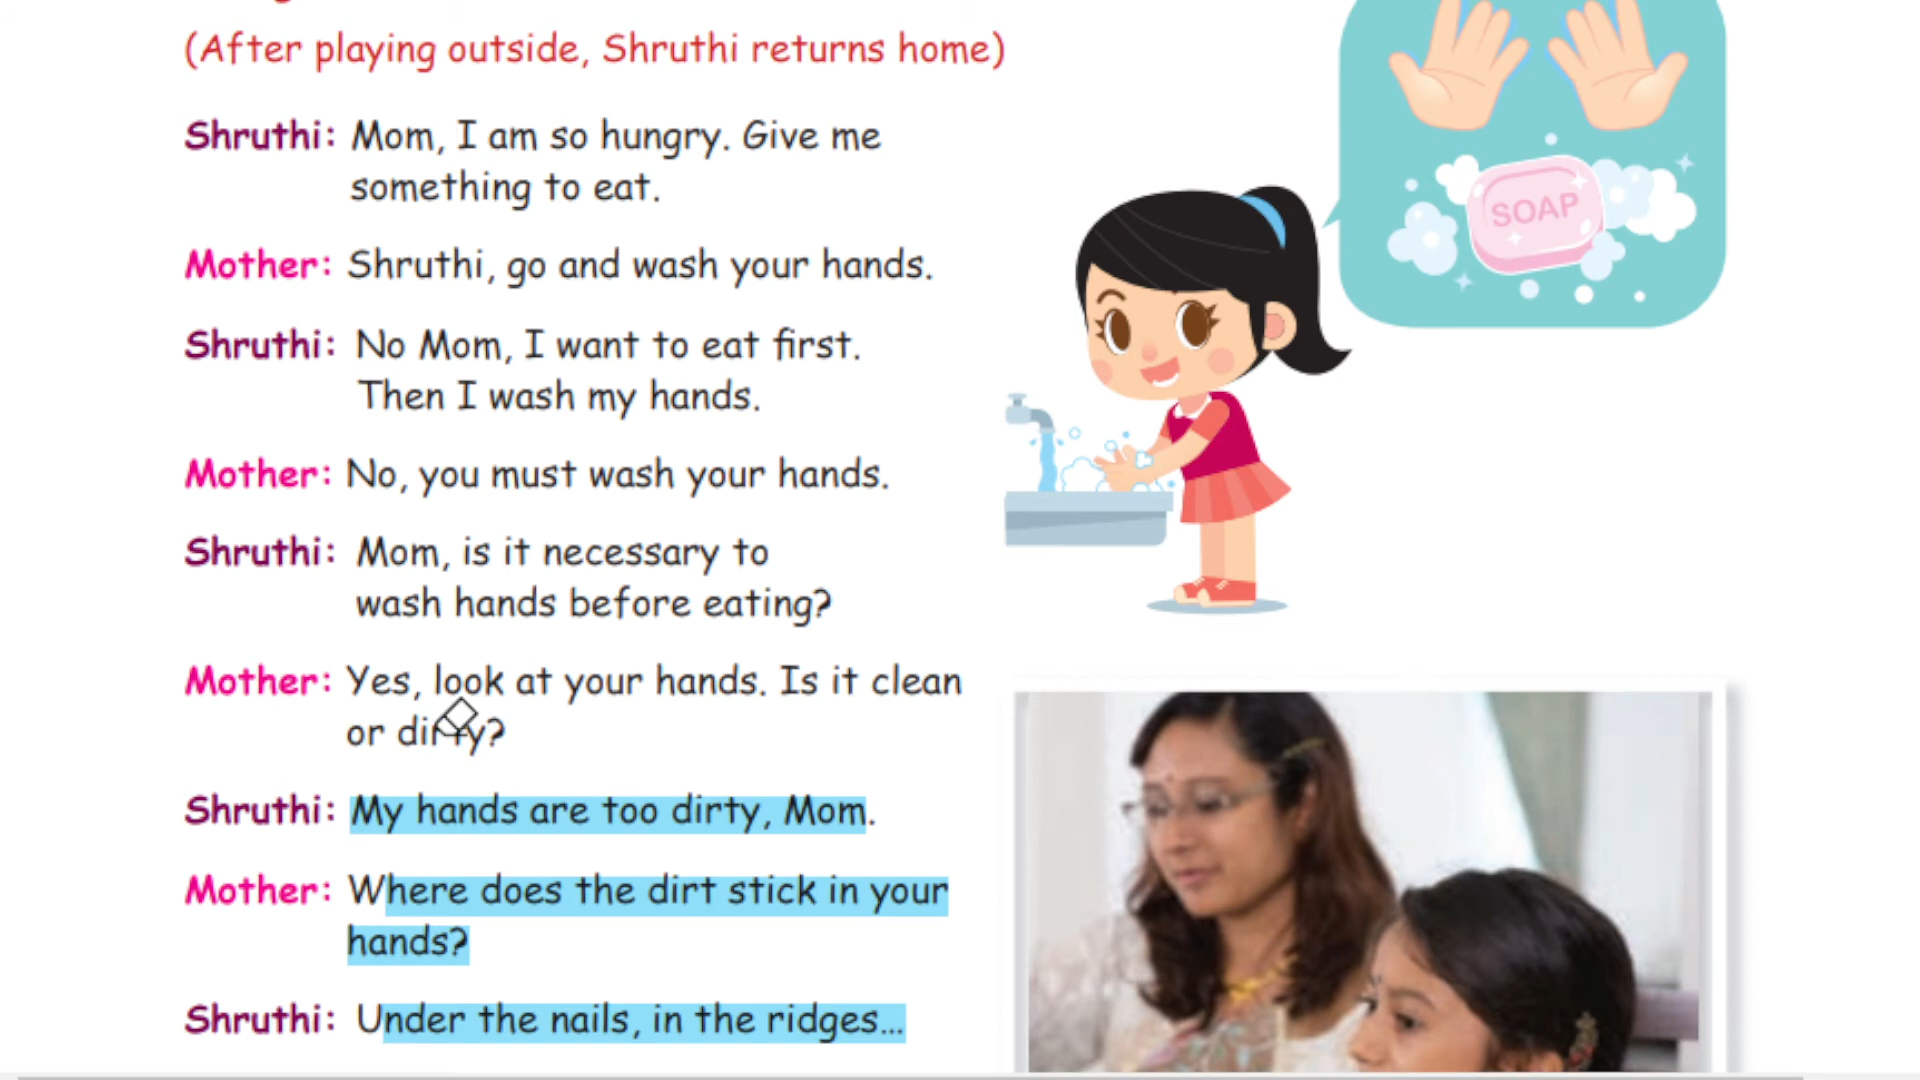 (After playing outside, Shruthi returns home)
Shruthi: Mom, I am so hungry. Give me
something to eat.
Mother: Shruthi, go and wash your hands.
Shruthi: No Mom, I want to eat first.
Then I wash my hands.
Mother: No, you must wash your hands.
Shruthi: Mom, is it necessary to
wash hands before eating?
Mother: Yes, look at your hands. Is it clean
or dirty?
Shruthi: My hands are too dirty, Mom.
Mother: Where does the dirt stick in your
hands?
Shruthi: Under the nails, in the ridges...
SOAP